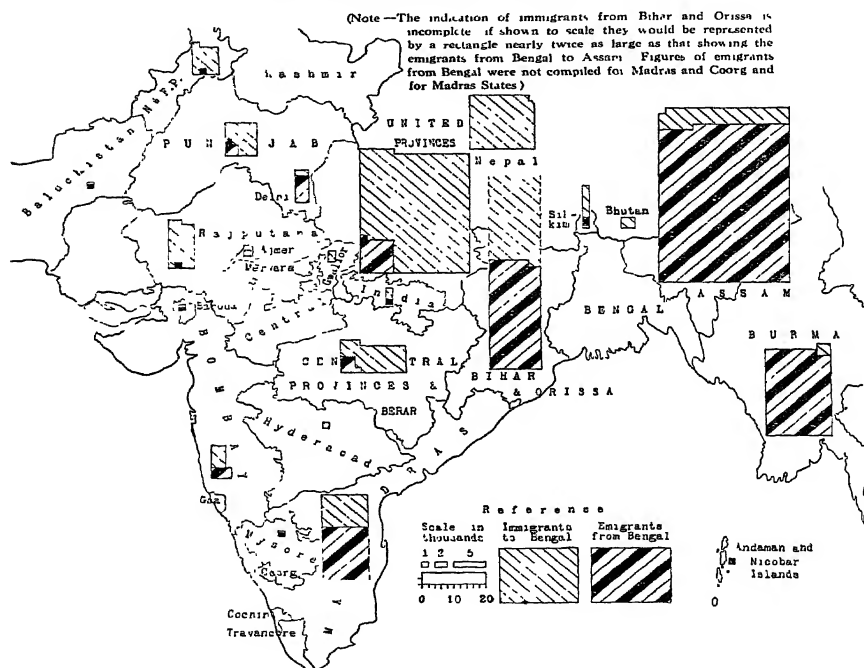 (Note —The indication of immigrants from Bihar and Orissa is
incomplete if shown to scale they would be represented
by a rectangle nearly twice as large as that showing the
emigrants from Bengal to Assam Figures of emigrants
from Bengal were not compiled for Madras and Coorg and
for Madras States)
Kashmir
N.W.F.P.
UNITED
PROVINCES
PUNJAB
Nepal
Baluchistan
Delhi
Sik-
kim
Bhutan
Rajputana
Ajmer
Merwara
Gwalior
Central India
ASSAM
BENGAL
BURMA
CENTRAL
PROVINCES &
BIHAR
& ORISSA
BERAR
BOMBAY
Hyderacad
MADRAS
Goa
Mysore
Coorg
Cochin
Travancore
Reference
Scale in
thousands
Immigrants
to Bengal
Emigrants
from Bengal
1 2 5
0 10 20
Andaman and
Nicobar
Islands
0